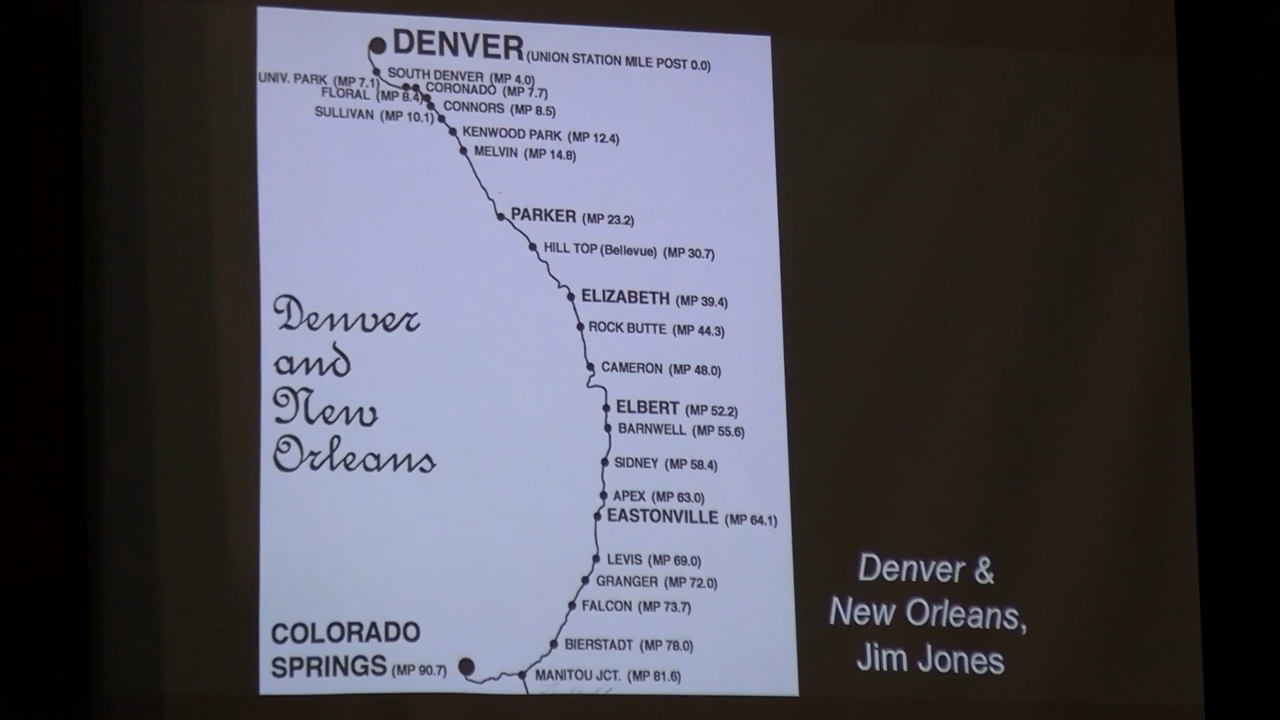 DENVER (UNION STATION MILE POST 0.0)
SOUTH DENVER (MP 4.0)
UNIV. PARK (MP 7.1)
CORONADO (MP 7.7)
FLORAL (MP 8.4)
CONNORS (MP 8.5)
SULLIVAN (MP 10.1)
KENWOOD PARK (MP 12.4)
MELVIN (MP 14.8)
PARKER (MP 23.2)
HILL TOP (Bellevue) (MP 30.7)
ELIZABETH (MP 39.4)
ROCK BUTTE (MP 44.3)
CAMERON (MP 48.0)
ELBERT (MP 52.2)
BARNWELL (MP 55.6)
SIDNEY (MP 58.4)
APEX (MP 63.0)
EASTONVILLE (MP 64.1)
LEVIS (MP 69.0)
GRANGER (MP 72.0)
FALCON (MP 73.7)
BIERSTADT (MP 78.0)
MANITOU JCT. (MP 81.6)
COLORADO
SPRINGS (MP 90.7)
Denver
and
New
Orleans
Denver &
New Orleans,
Jim Jones